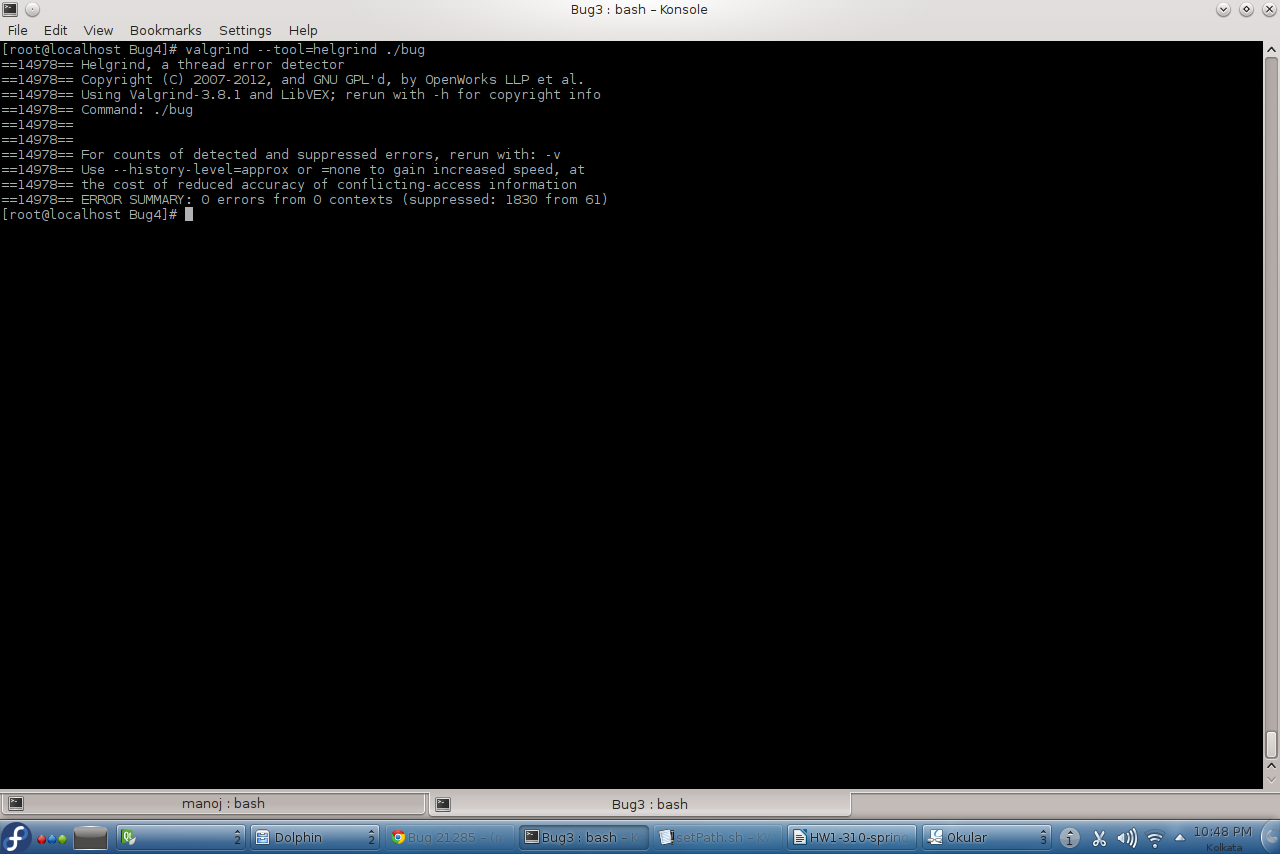 Bug3 : bash – Konsole
File Edit View Bookmarks Settings Help
[root@localhost Bug4]# valgrind --tool=helgrind ./bug
==14978== Helgrind, a thread error detector
==14978== Copyright (C) 2007-2012, and GNU GPL'd, by OpenWorks LLP et al.
==14978== Using Valgrind-3.8.1 and LibVEX; rerun with -h for copyright info
==14978== Command: ./bug
==14978==
==14978==
==14978== For counts of detected and suppressed errors, rerun with: -v
==14978== Use --history-level=approx or =none to gain increased speed, at
==14978== the cost of reduced accuracy of conflicting-access information
==14978== ERROR SUMMARY: 0 errors from 0 contexts (suppressed: 1830 from 61)
[root@localhost Bug4]#
manoj : bash Bug3 : bash
2 Dolphin 2 Bug 21285 – (n Bug3 : bash – K setPath.sh – K HW1-310-spring Okular 3 10:48 PM
Kolkata